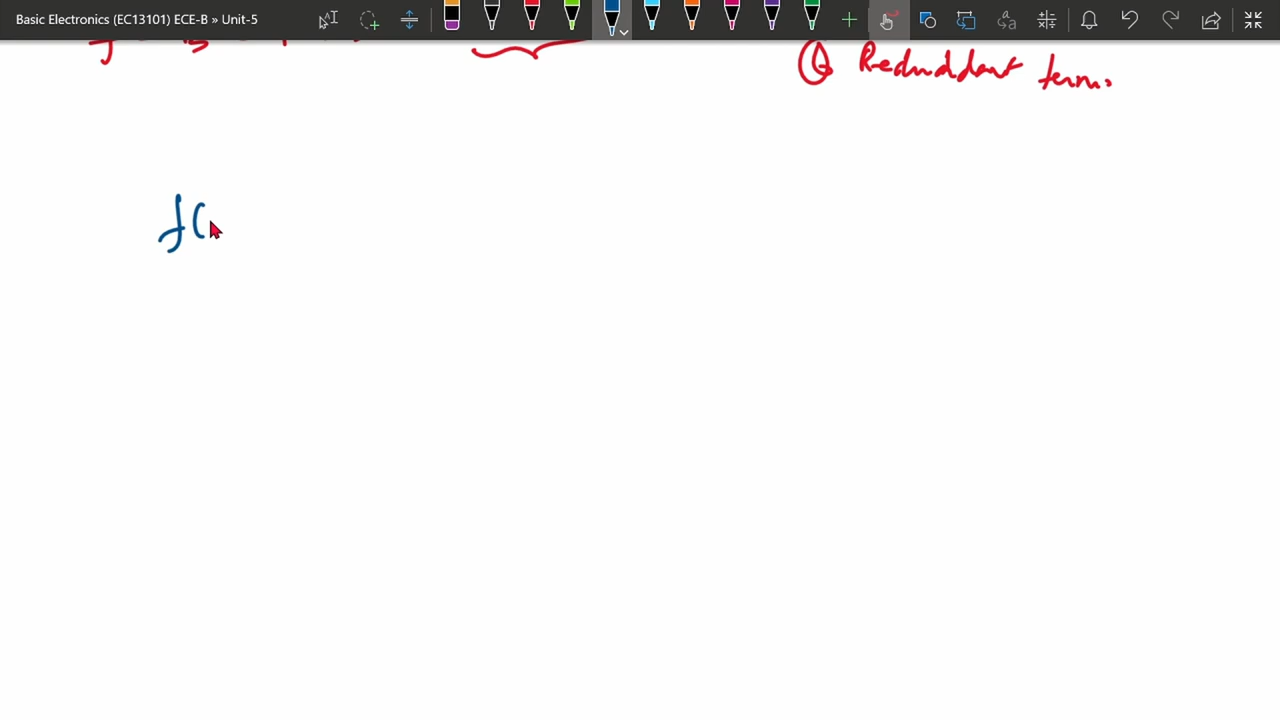 Basic Electronics (EC13101) ECE-B » Unit-5
Redundant term.
f(